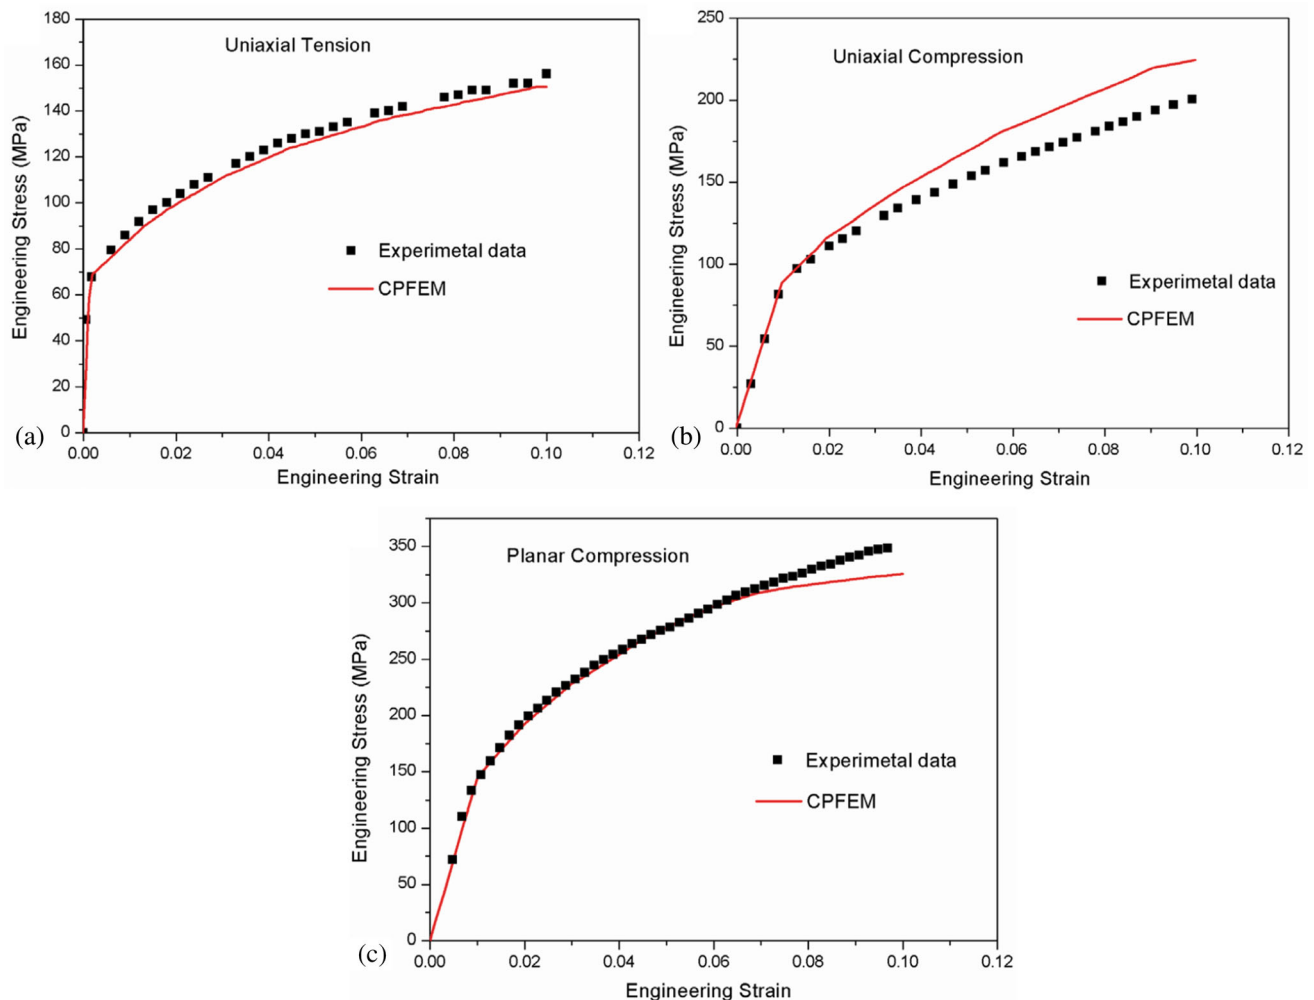 Uniaxial Tension
180
160
140
120
100
80
60
40
20
0
Engineering Stress (MPa)
Experimetal data
CPFEM
(a)
0.00 0.02 0.04 0.06 0.08 0.10 0.12
Engineering Strain
Uniaxial Compression
250
200
150
100
50
0
Engineering Stress (MPa)
Experimetal data
CPFEM
(b)
0.00 0.02 0.04 0.06 0.08 0.10 0.12
Engineering Strain
Planar Compression
350
300
250
200
150
100
50
0
Engineering Stress (MPa)
Experimetal data
CPFEM
(c)
0.00 0.02 0.04 0.06 0.08 0.10 0.12
Engineering Strain